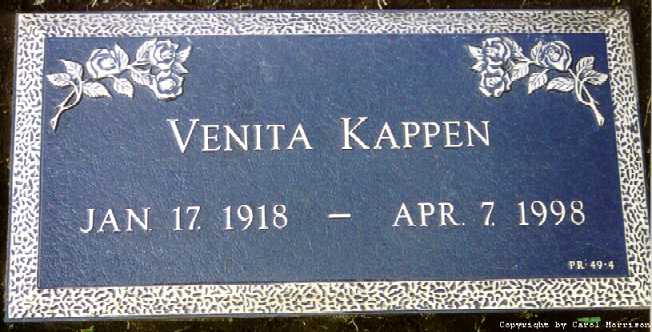 VENITA KAPPEN
JAN. 17. 1918 – APR. 7. 1998
PR·49·4
Copyright by Carol Morrison